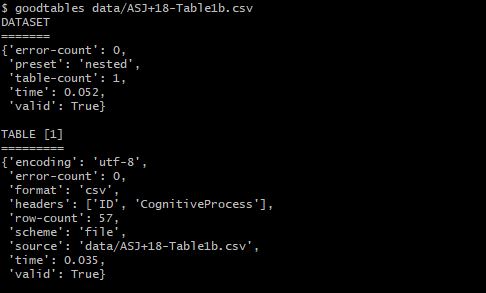 $ goodtables data/ASJ+18-Table1b.csv
DATASET
=======
{'error-count': 0,
 'preset': 'nested',
 'table-count': 1,
 'time': 0.052,
 'valid': True}

TABLE [1]
=========
{'encoding': 'utf-8',
 'error-count': 0,
 'format': 'csv',
 'headers': ['ID', 'CognitiveProcess'],
 'row-count': 57,
 'scheme': 'file',
 'source': 'data/ASJ+18-Table1b.csv',
 'time': 0.035,
 'valid': True}